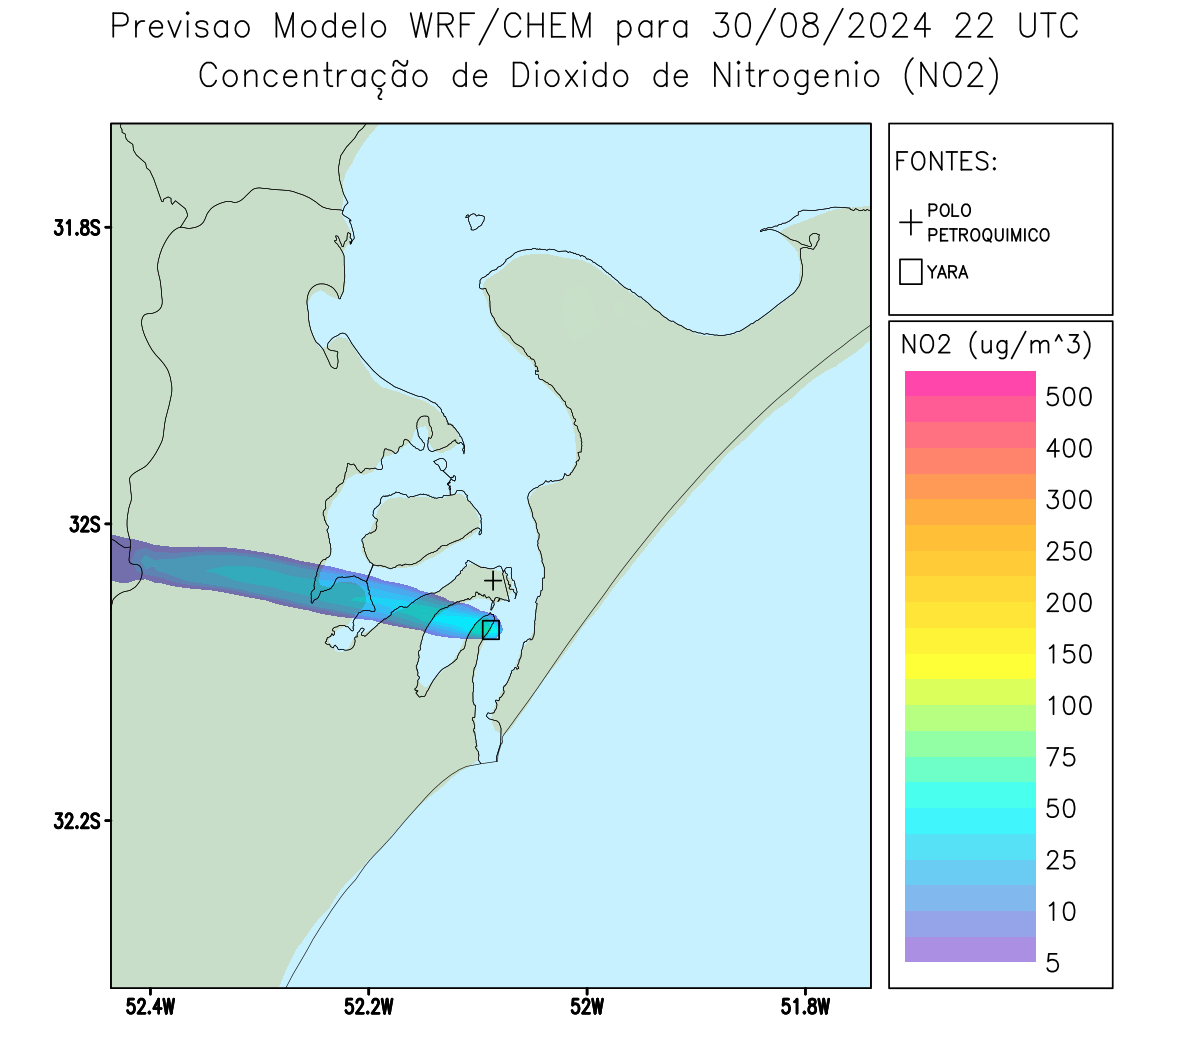 Previsao Modelo WRF/CHEM para 30/08/2024 22 UTC
Concentração de Dioxido de Nitrogenio (NO2)
FONTES:
POLO
PETROQUIMICO
YARA
NO2 (ug/m^3)
500
400
300
250
200
150
100
75
50
25
10
5
31.8S
32S
32.2S
52.4W
52.2W
52W
51.8W